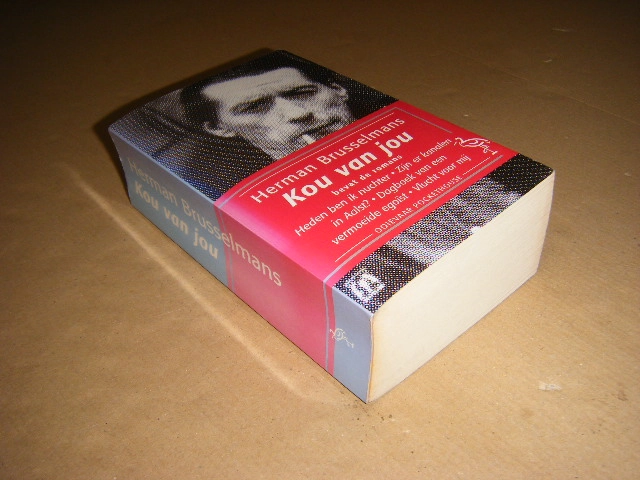 Herman Brusselmans
Kou van jou
bevat de romans
Heden ben ik nuchter • Zijn er kanalen
in Aalst? • Dagboek van een
vermoeide egoïst • Vlucht voor mij
OOIEVAAR POCKETHOUSE
Herman Brusselmans
Kou van jou